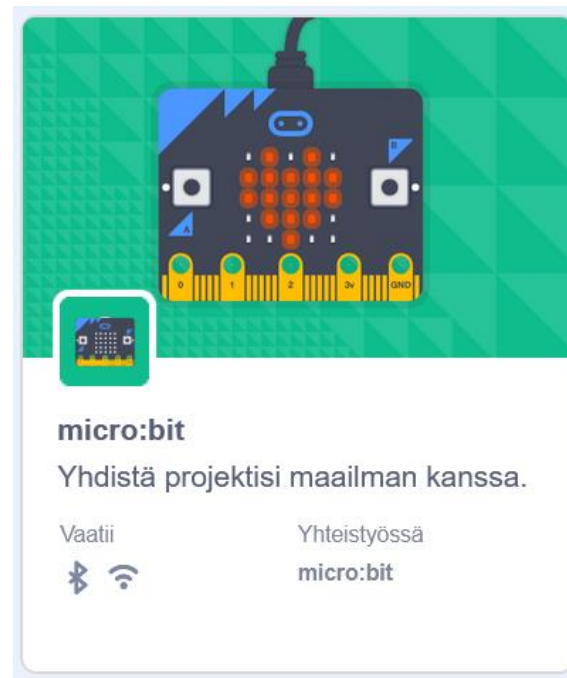 B
A
0 1 2 3v GND
micro:bit
Yhdistä projektisi maailman kanssa.
Vaatii Yhteistyössä
micro:bit